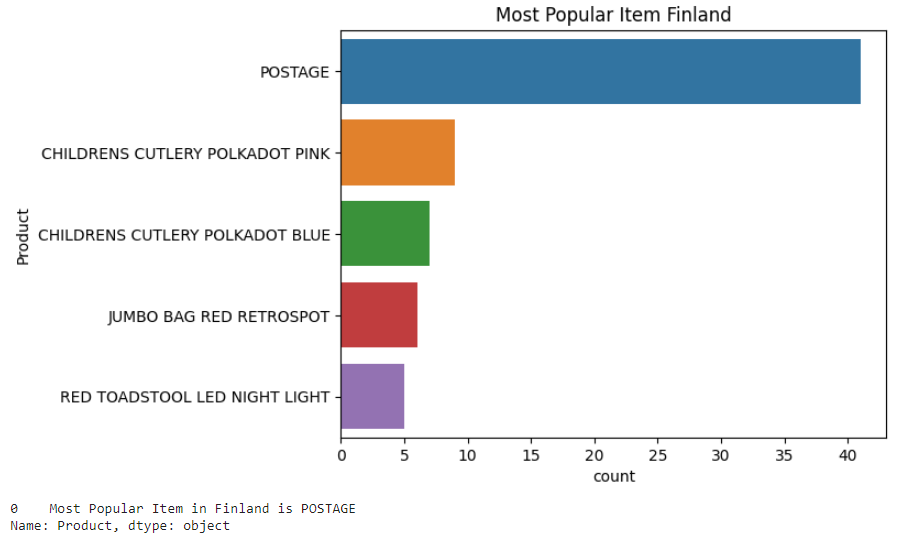 Most Popular Item Finland
POSTAGE
CHILDRENS CUTLERY POLKADOT PINK
CHILDRENS CUTLERY POLKADOT BLUE
JUMBO BAG RED RETROSPOT
RED TOADSTOOL LED NIGHT LIGHT
Product
0 5 10 15 20 25 30 35 40
count
0    Most Popular Item in Finland is POSTAGE
Name: Product, dtype: object